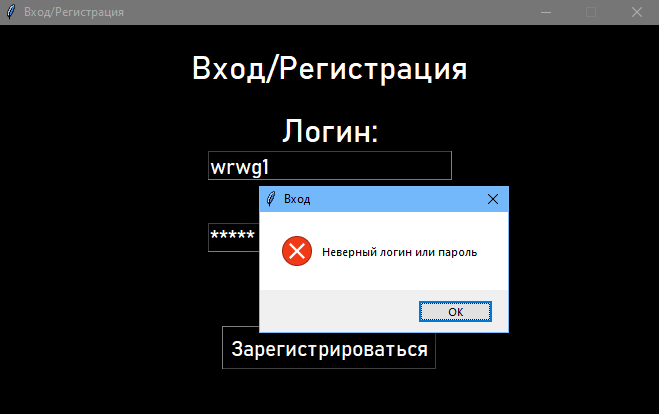 Вход/Регистрация
Вход/Регистрация
Логин:
wrwg1
Вход
*****
Неверный логин или пароль
OK
Зарегистрироваться